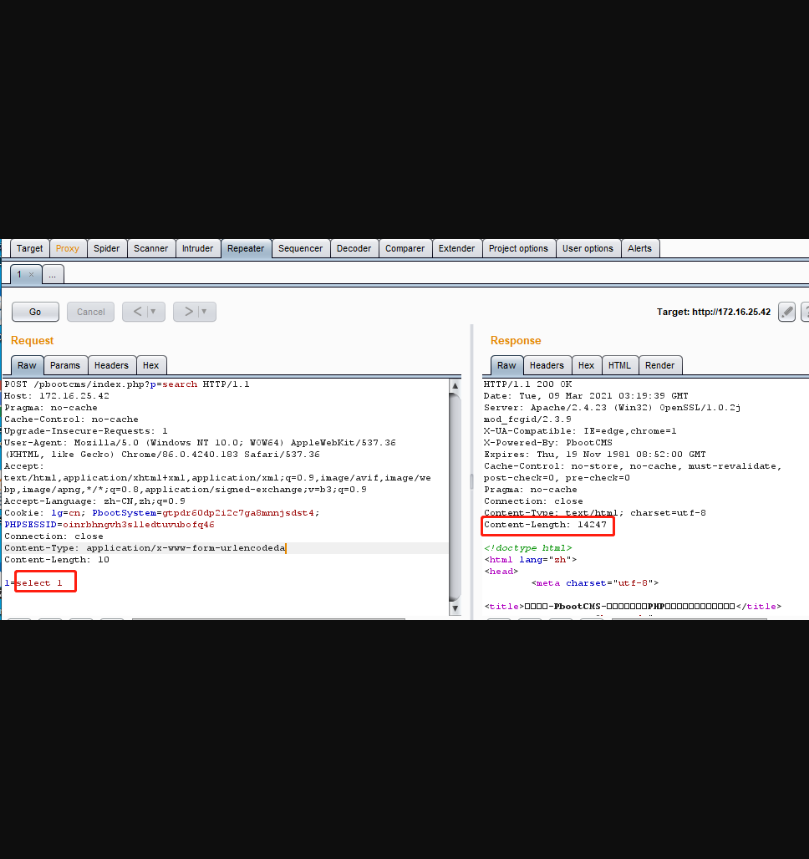 Target Proxy Spider Scanner Intruder Repeater Sequencer Decoder Comparer Extender Project options User options Alerts
1 × ...
Go Cancel < > Target: http://172.16.25.42
Request
Raw Params Headers Hex
POST /pbootcms/index.php?p=search HTTP/1.1
Host: 172.16.25.42
Pragma: no-cache
Cache-Control: no-cache
Upgrade-Insecure-Requests: 1
User-Agent: Mozilla/5.0 (Windows NT 10.0; WOW64) AppleWebKit/537.36
(KHTML, like Gecko) Chrome/86.0.4240.183 Safari/537.36
Accept:
text/html,application/xhtml+xml,application/xml;q=0.9,image/avif,image/we
bp,image/apng,*/*;q=0.8,application/signed-exchange;v=b3;q=0.9
Accept-Language: zh-CN,zh;q=0.9
Cookie: lg=cn; PbootSystem=gtpdr60dp2i2c7ga8mnnjsdst4;
PHPSESSID=oinrbhngvh3slledtuvubofq46
Connection: close
Content-Type: application/x-www-form-urlencodeda
Content-Length: 10
1=select 1
Response
Raw Headers Hex HTML Render
HTTP/1.1 200 OK
Date: Tue, 09 Mar 2021 03:19:39 GMT
Server: Apache/2.4.23 (Win32) OpenSSL/1.0.2j
mod_fcgid/2.3.9
X-UA-Compatible: IE=edge,chrome=1
X-Powered-By: PbootCMS
Expires: Thu, 19 Nov 1981 08:52:00 GMT
Cache-Control: no-store, no-cache, must-revalidate,
post-check=0, pre-check=0
Pragma: no-cache
Connection: close
Content-Type: text/html; charset=utf-8
Content-Length: 14247
<!doctype html>
<html lang="zh">
<head>
<meta charset="utf-8">
<title>□□□□-PbootCMS-□□□□□□□PHP□□□□□□□□□□□□</title>